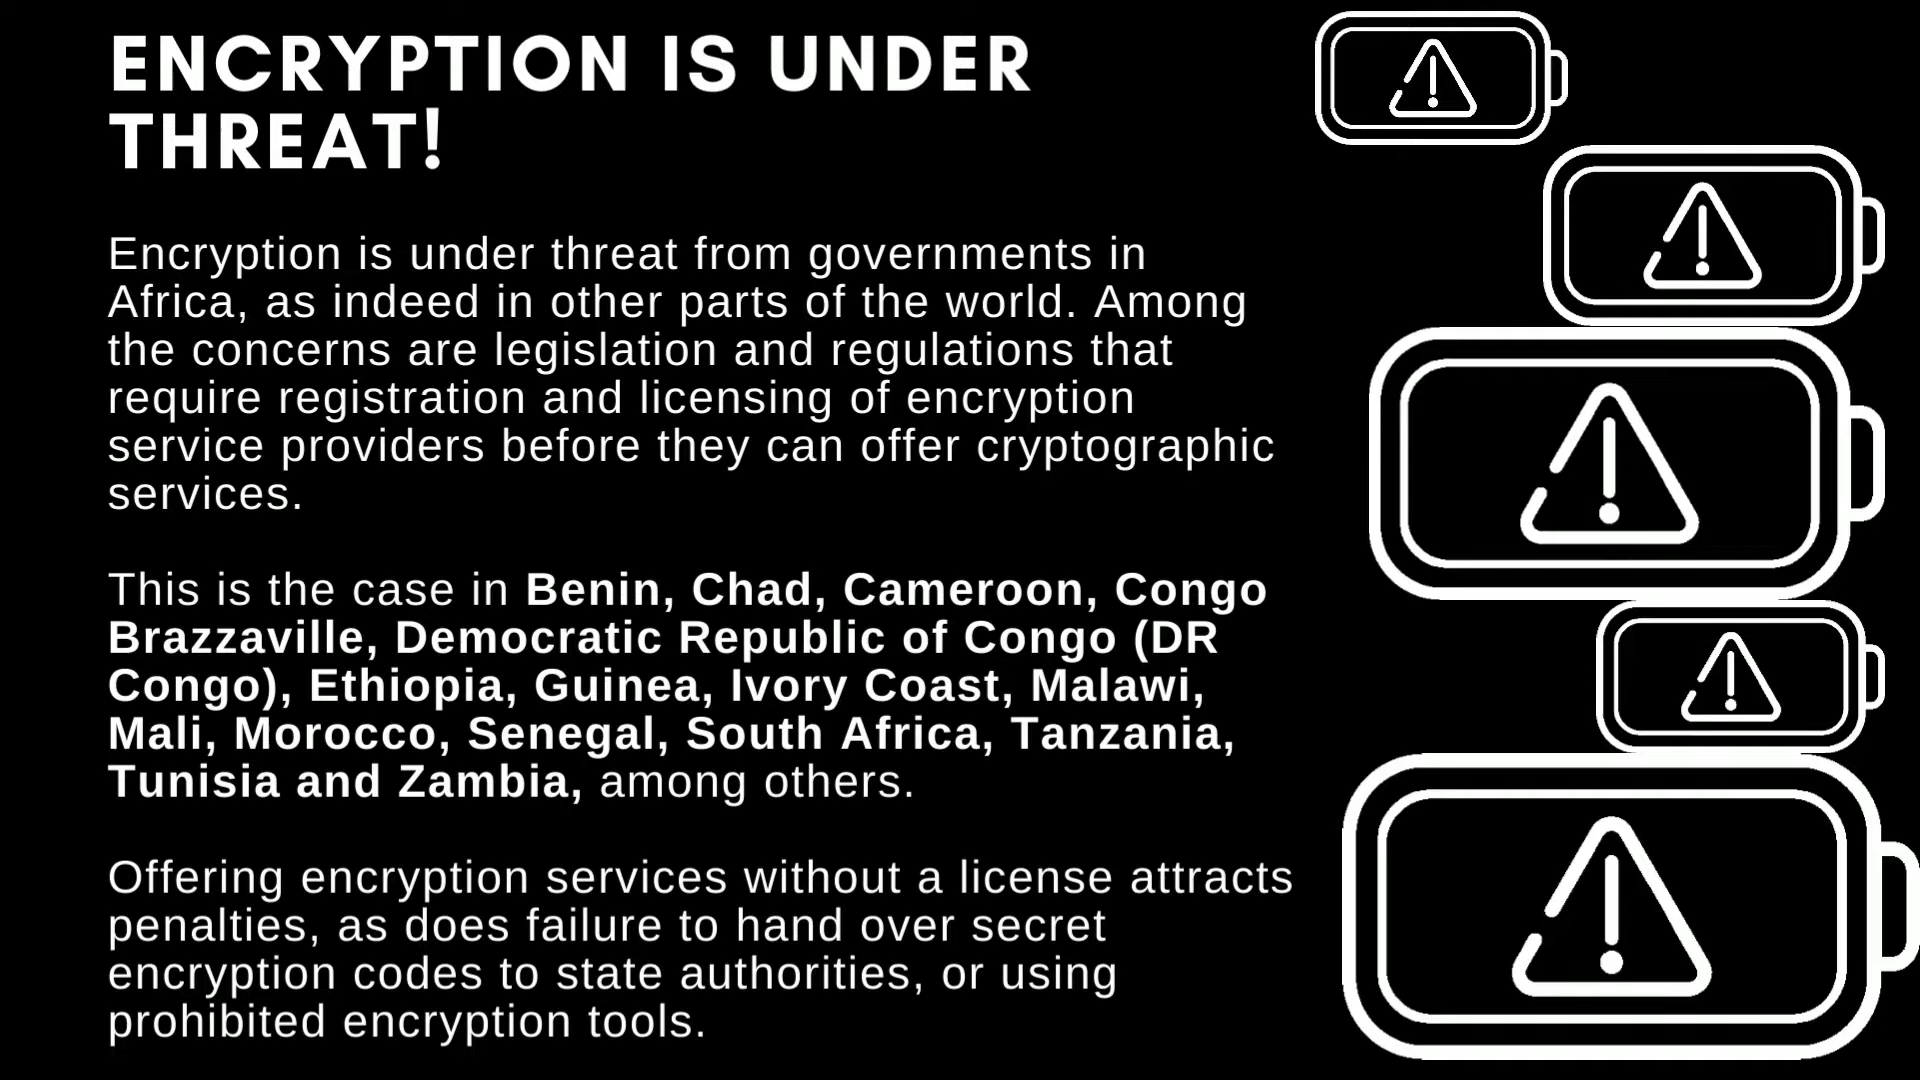 ENCRYPTION IS UNDER
THREAT!
Encryption is under threat from governments in
Africa, as indeed in other parts of the world. Among
the concerns are legislation and regulations that
require registration and licensing of encryption
service providers before they can offer cryptographic
services.
This is the case in Benin, Chad, Cameroon, Congo
Brazzaville, Democratic Republic of Congo (DR
Congo), Ethiopia, Guinea, Ivory Coast, Malawi,
Mali, Morocco, Senegal, South Africa, Tanzania,
Tunisia and Zambia, among others.
Offering encryption services without a license attracts
penalties, as does failure to hand over secret
encryption codes to state authorities, or using
prohibited encryption tools.